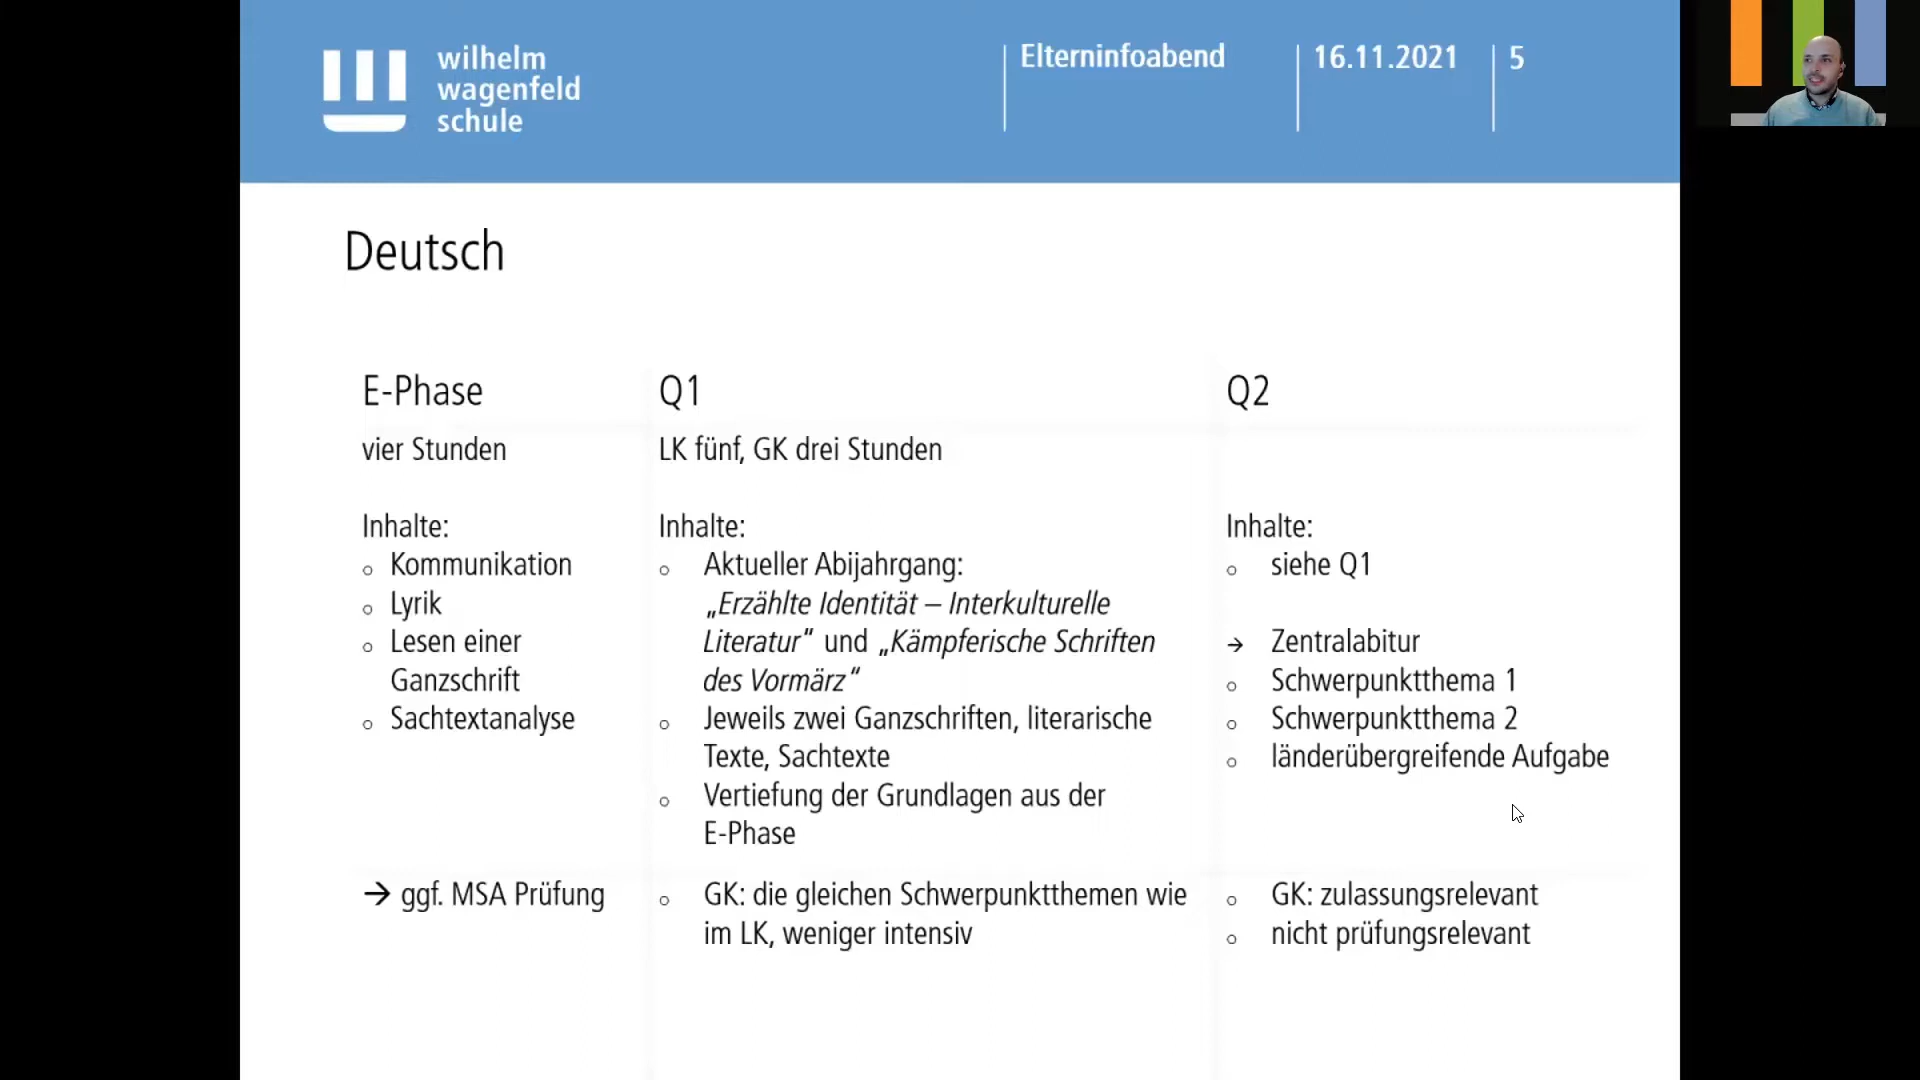 wilhelm
wagenfeld
schule
Elterninfoabend
16.11.2021
5
Deutsch
E-Phase
vier Stunden
Inhalte:
○ Kommunikation
○ Lyrik
○ Lesen einer
Ganzschrift
○ Sachtextanalyse
→ ggf. MSA Prüfung
Q1
LK fünf, GK drei Stunden
Inhalte:
○ Aktueller Abijahrgang:
„Erzählte Identität – Interkulturelle
Literatur“ und „Kämpferische Schriften
des Vormärz“
○ Jeweils zwei Ganzschriften, literarische
Texte, Sachtexte
○ Vertiefung der Grundlagen aus der
E-Phase
○ GK: die gleichen Schwerpunktthemen wie
im LK, weniger intensiv
Q2
Inhalte:
○ siehe Q1
→ Zentralabitur
○ Schwerpunktthema 1
○ Schwerpunktthema 2
○ länderübergreifende Aufgabe
○ GK: zulassungsrelevant
○ nicht prüfungsrelevant